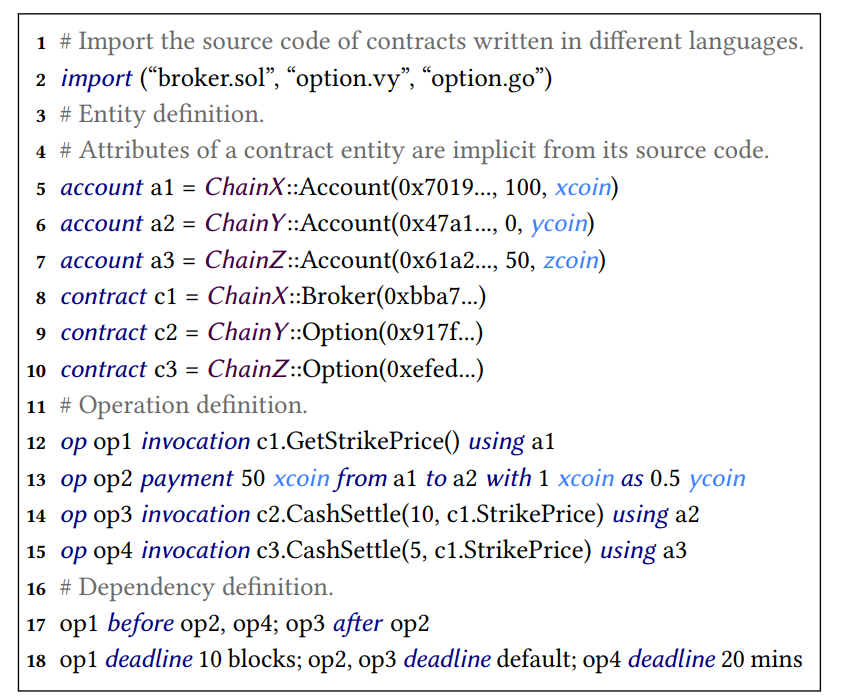 1 # Import the source code of contracts written in different languages.
2 import (“broker.sol”, “option.vy”, “option.go”)
3 # Entity definition.
4 # Attributes of a contract entity are implicit from its source code.
5 account a1 = ChainX::Account(0x7019..., 100, xcoin)
6 account a2 = ChainY::Account(0x47a1..., 0, ycoin)
7 account a3 = ChainZ::Account(0x61a2..., 50, zcoin)
8 contract c1 = ChainX::Broker(0xbba7...)
9 contract c2 = ChainY::Option(0x917f...)
10 contract c3 = ChainZ::Option(0xefed...)
11 # Operation definition.
12 op op1 invocation c1.GetStrikePrice() using a1
13 op op2 payment 50 xcoin from a1 to a2 with 1 xcoin as 0.5 ycoin
14 op op3 invocation c2.CashSettle(10, c1.StrikePrice) using a2
15 op op4 invocation c3.CashSettle(5, c1.StrikePrice) using a3
16 # Dependency definition.
17 op1 before op2, op4; op3 after op2
18 op1 deadline 10 blocks; op2, op3 deadline default; op4 deadline 20 mins